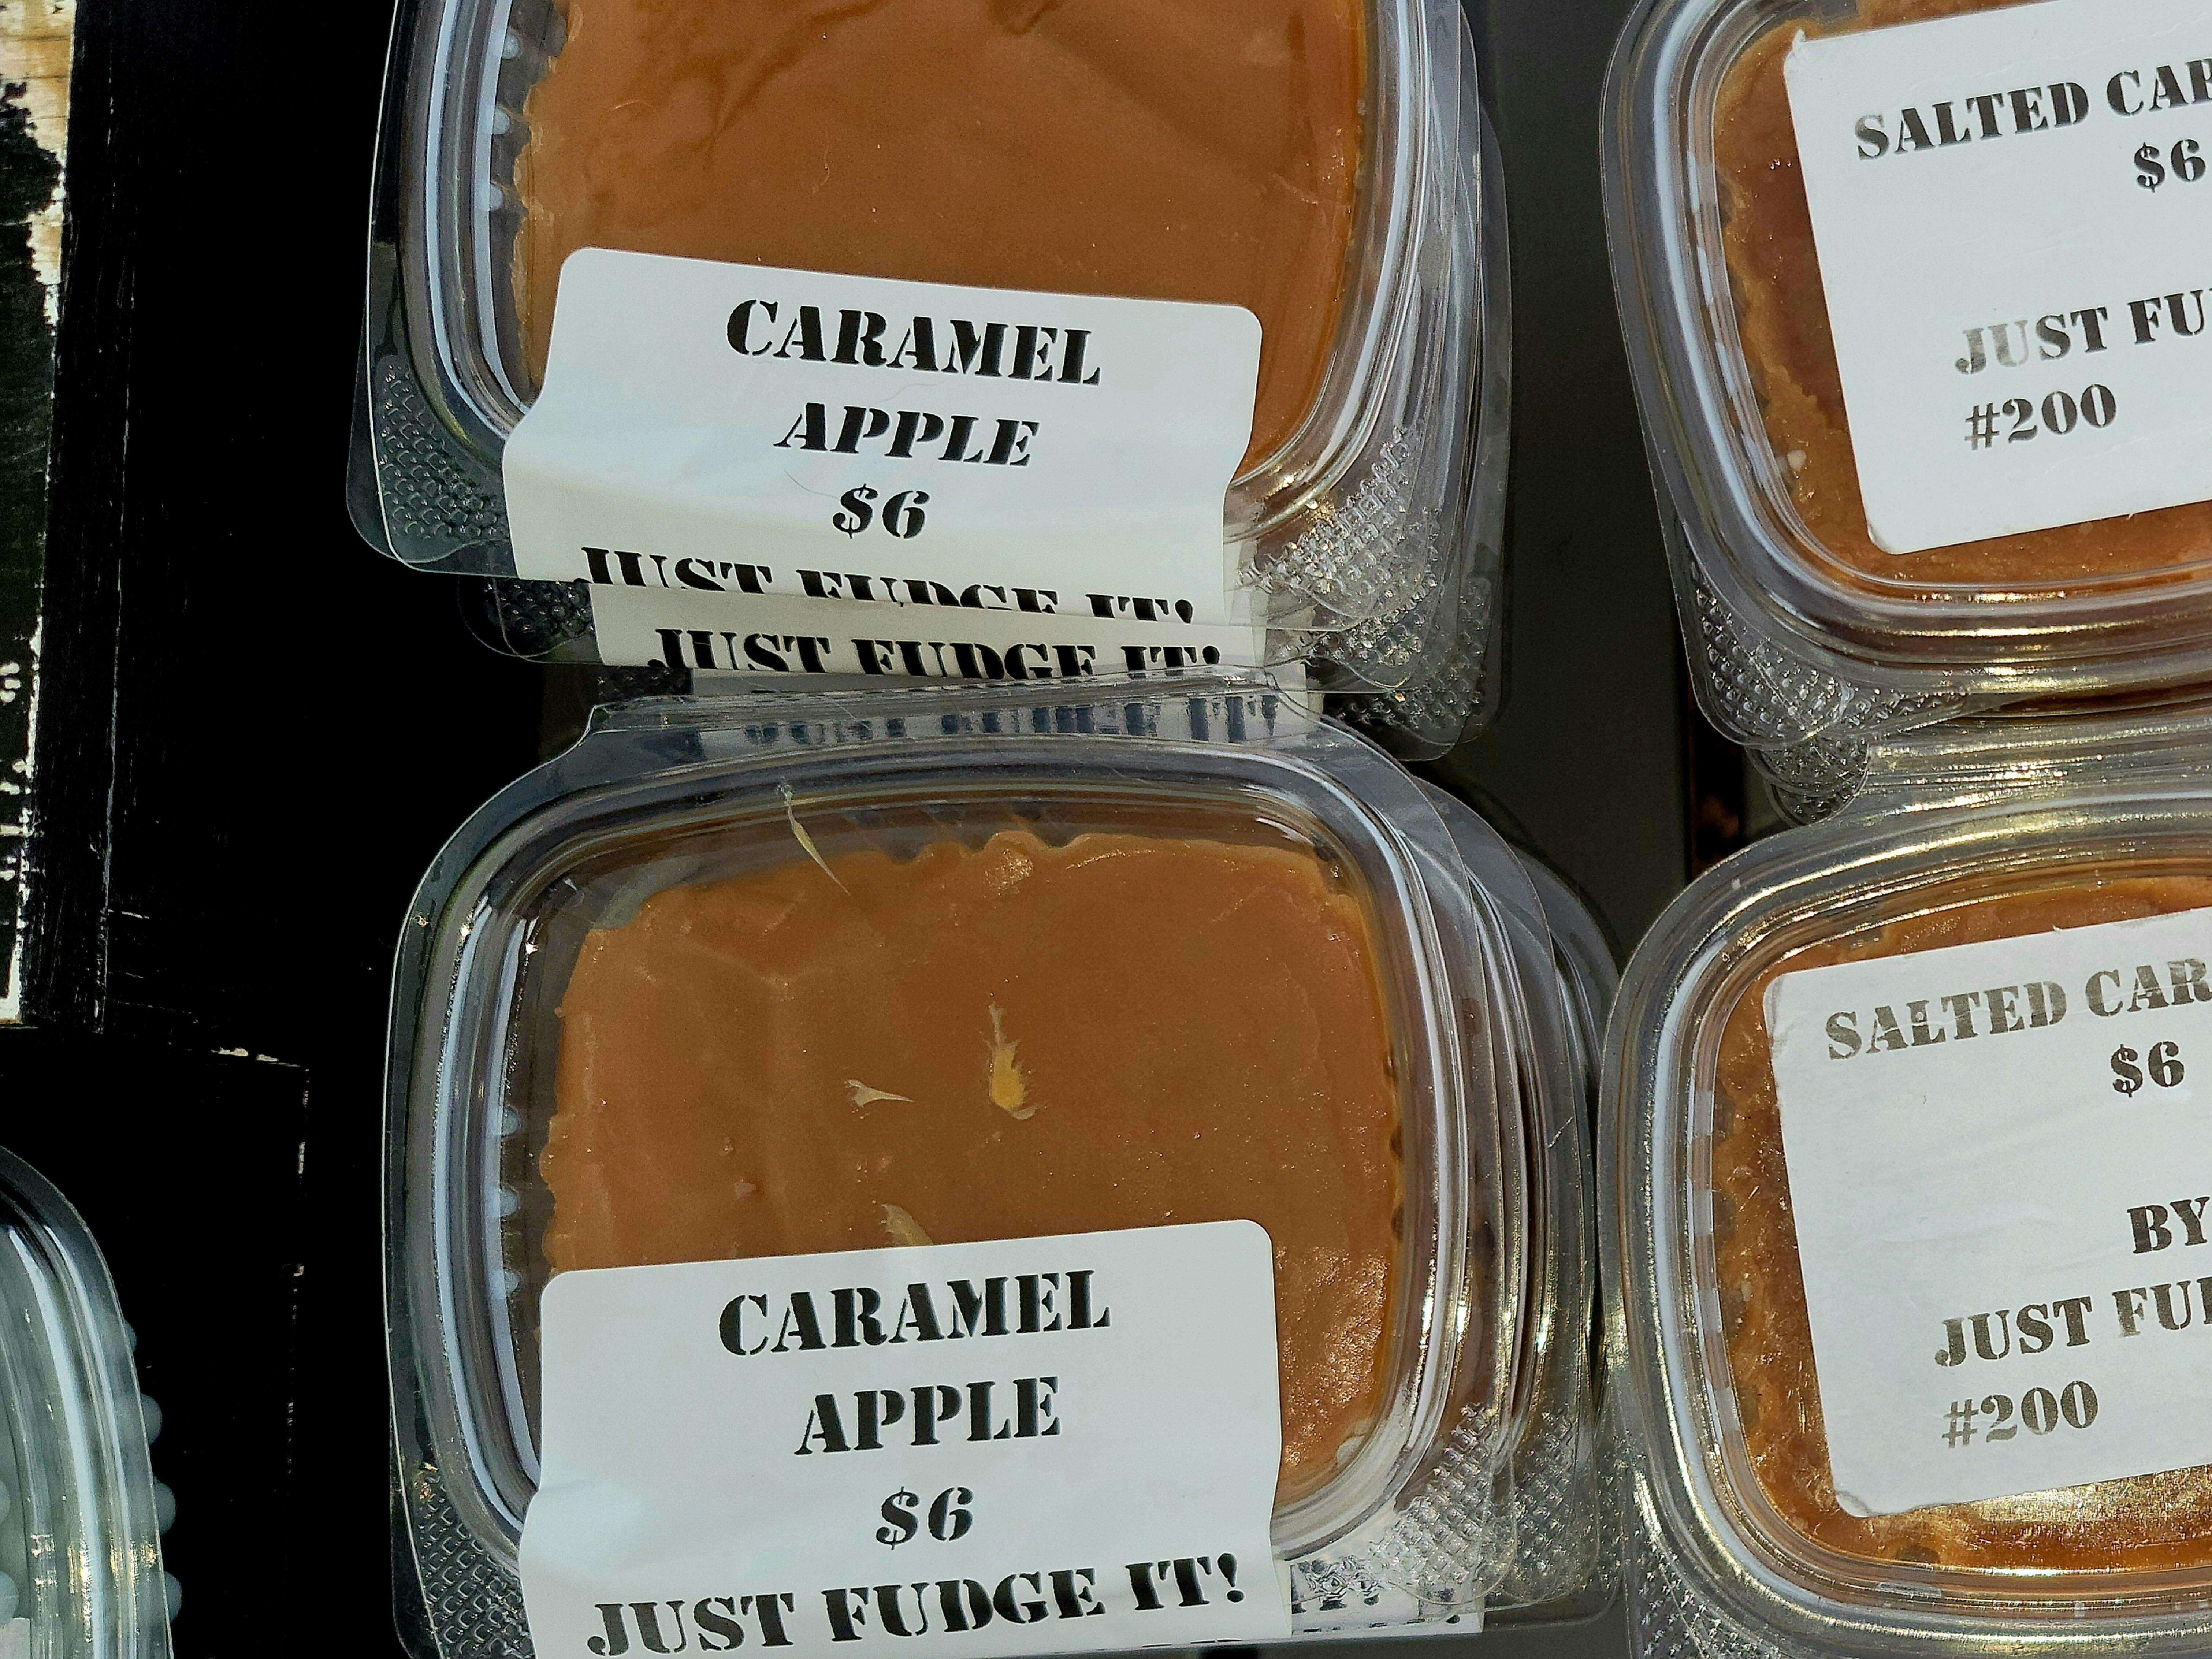 CARAMEL
APPLE
$6
JUST FUDGE IT!
JUST FUDGE IT!
SALTED CAR
$6
JUST FU
#200
CARAMEL
APPLE
$6
JUST FUDGE IT!
SALTED CAR
$6
BY
JUST FU
#200